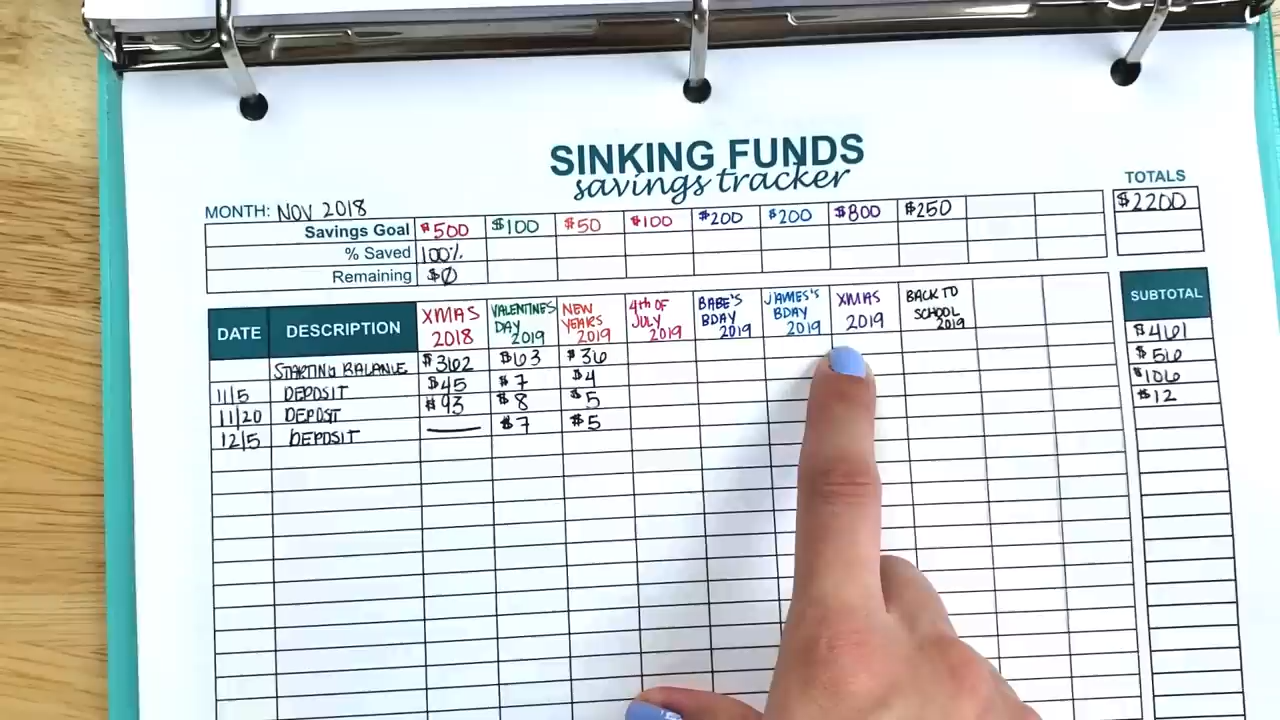 SINKING FUNDS
savings tracker
MONTH: NOV 2018
TOTALS
Savings Goal $500 $100 $50 $100 $200 $200 $800 $250 $2200
% Saved 100%
Remaining $0
DATE DESCRIPTION XMAS 2018 VALENTINES DAY 2019 NEW YEARS 2019 4th OF JULY 2019 BABE'S BDAY 2019 JAMES'S BDAY 2019 XMAS 2019 BACK TO SCHOOL 2019 SUBTOTAL
STARTING BALANCE $362 $63 $36 $461
11/5 DEPOSIT $45 $7 $4 $56
11/20 DEPOSIT $93 $8 $5 $106
12/5 DEPOSIT — $7 $5 $12